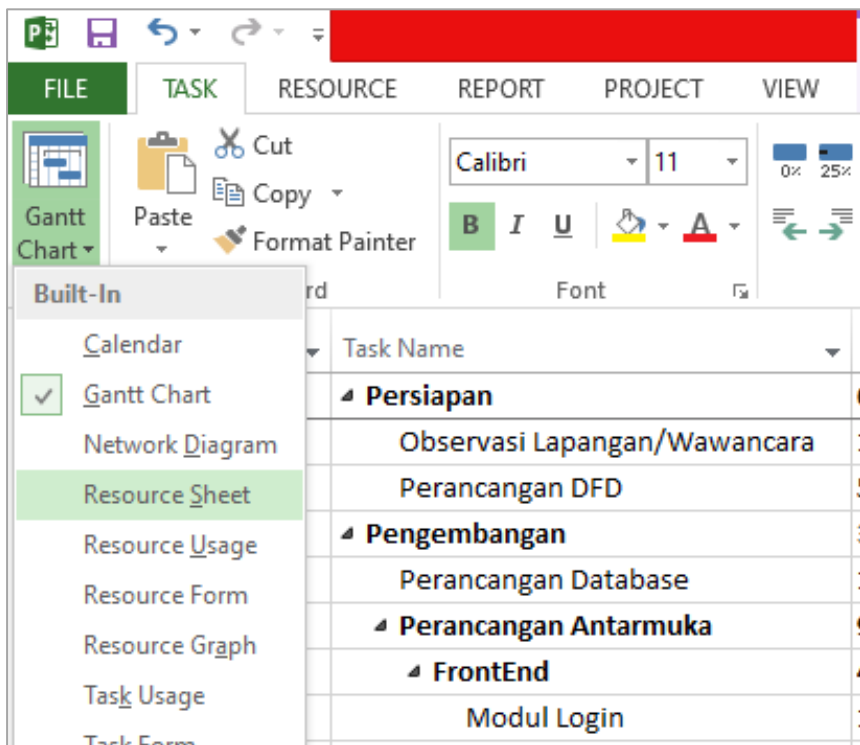 FILE TASK RESOURCE REPORT PROJECT VIEW
Gantt Chart
Paste
Cut
Copy
Format Painter
Calibri 11
B I U A
0% 25%
rd
Font
Built-In
Calendar
Gantt Chart
Network Diagram
Resource Sheet
Resource Usage
Resource Form
Resource Graph
Task Usage
Task Form
Task Name
Persiapan
Observasi Lapangan/Wawancara
Perancangan DFD
Pengembangan
Perancangan Database
Perancangan Antarmuka
FrontEnd
Modul Login